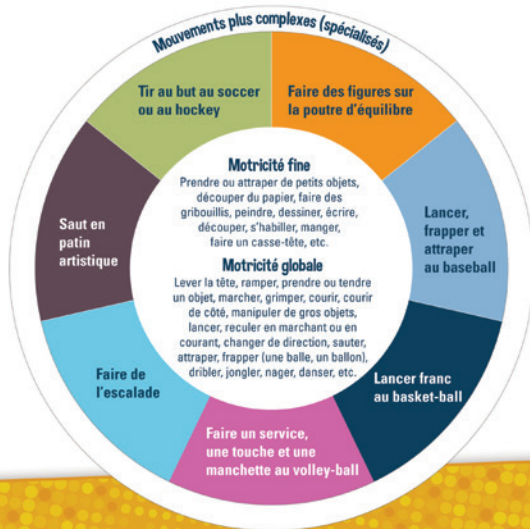 Mouvements plus complexes (spécialisés)
Tir au but au soccer
ou au hockey
Faire des figures sur
la poutre d'équilibre
Lancer,
frapper et
attraper
au baseball
Lancer franc
au basket-ball
Faire un service,
une touche et une
manchette au volley-ball
Faire de
l'escalade
Saut en
patin
artistique
Motricité fine
Prendre ou attraper de petits objets,
découper du papier, faire des
gribouillis, peindre, dessiner, écrire,
découper, s'habiller, manger,
faire un casse-tête, etc.
Motricité globale
Lever la tête, ramper, prendre ou tendre
un objet, marcher, grimper, courir, courir
de côté, manipuler de gros objets,
lancer, reculer en marchant ou en
courant, changer de direction, sauter,
attraper, frapper (une balle, un ballon),
dribler, jongler, nager, danser, etc.